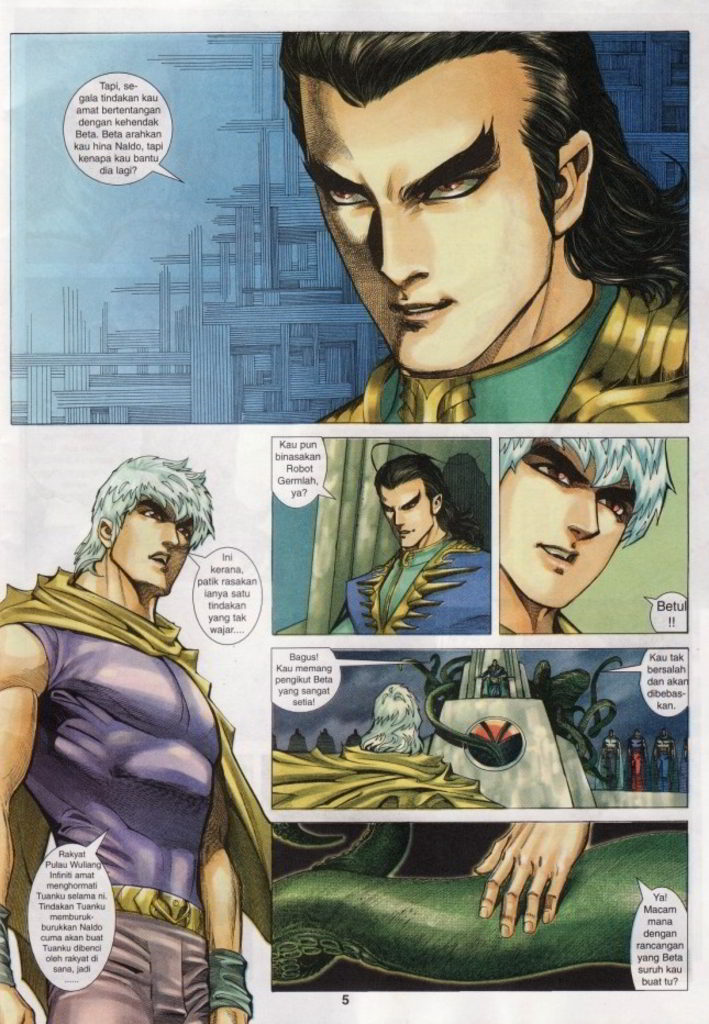 Tapi, se-
gala tindakan kau
amat bertentangan
dengan kehendak
Beta. Beta arahkan
kau hina Naldo, tapi
kenapa kau bantu
dia lagi?
Ini
kerana,
patik rasakan
ianya satu
tindakan
yang tak
wajar....
Rakyat
Pulau Wuliang
Infiniti amat
menghormati
Tuanku selama ni.
Tindakan Tuanku
memburuk-
burukkan Naldo
cuma akan buat
Tuanku dibenci
oleh rakyat di
sana, jadi
......
Kau pun
binasakan
Robot
Germlah,
ya?
Betul
!!
Bagus!
Kau memang
pengikut Beta
yang sangat
setia!
Kau tak
bersalah
dan akan
dibebas-
kan.
Ya!
Macam
mana
dengan
rancangan
yang Beta
suruh kau
buat tu?
5